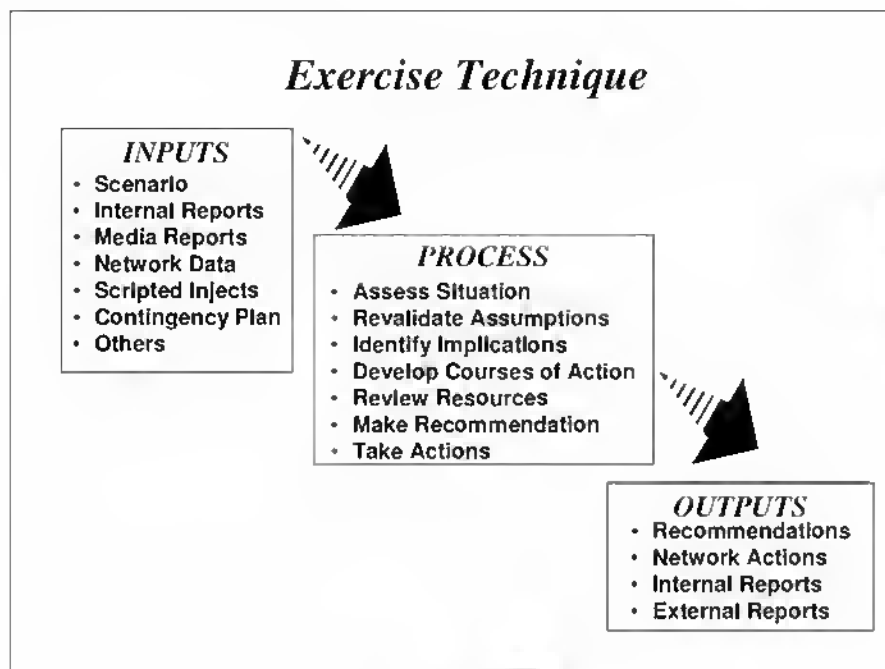 Exercise Technique
INPUTS
• Scenario
• Internal Reports
• Media Reports
• Network Data
• Scripted Injects
• Contingency Plan
• Others
PROCESS
• Assess Situation
• Revalidate Assumptions
• Identify Implications
• Develop Courses of Action
• Review Resources
• Make Recommendation
• Take Actions
OUTPUTS
• Recommendations
• Network Actions
• Internal Reports
• External Reports